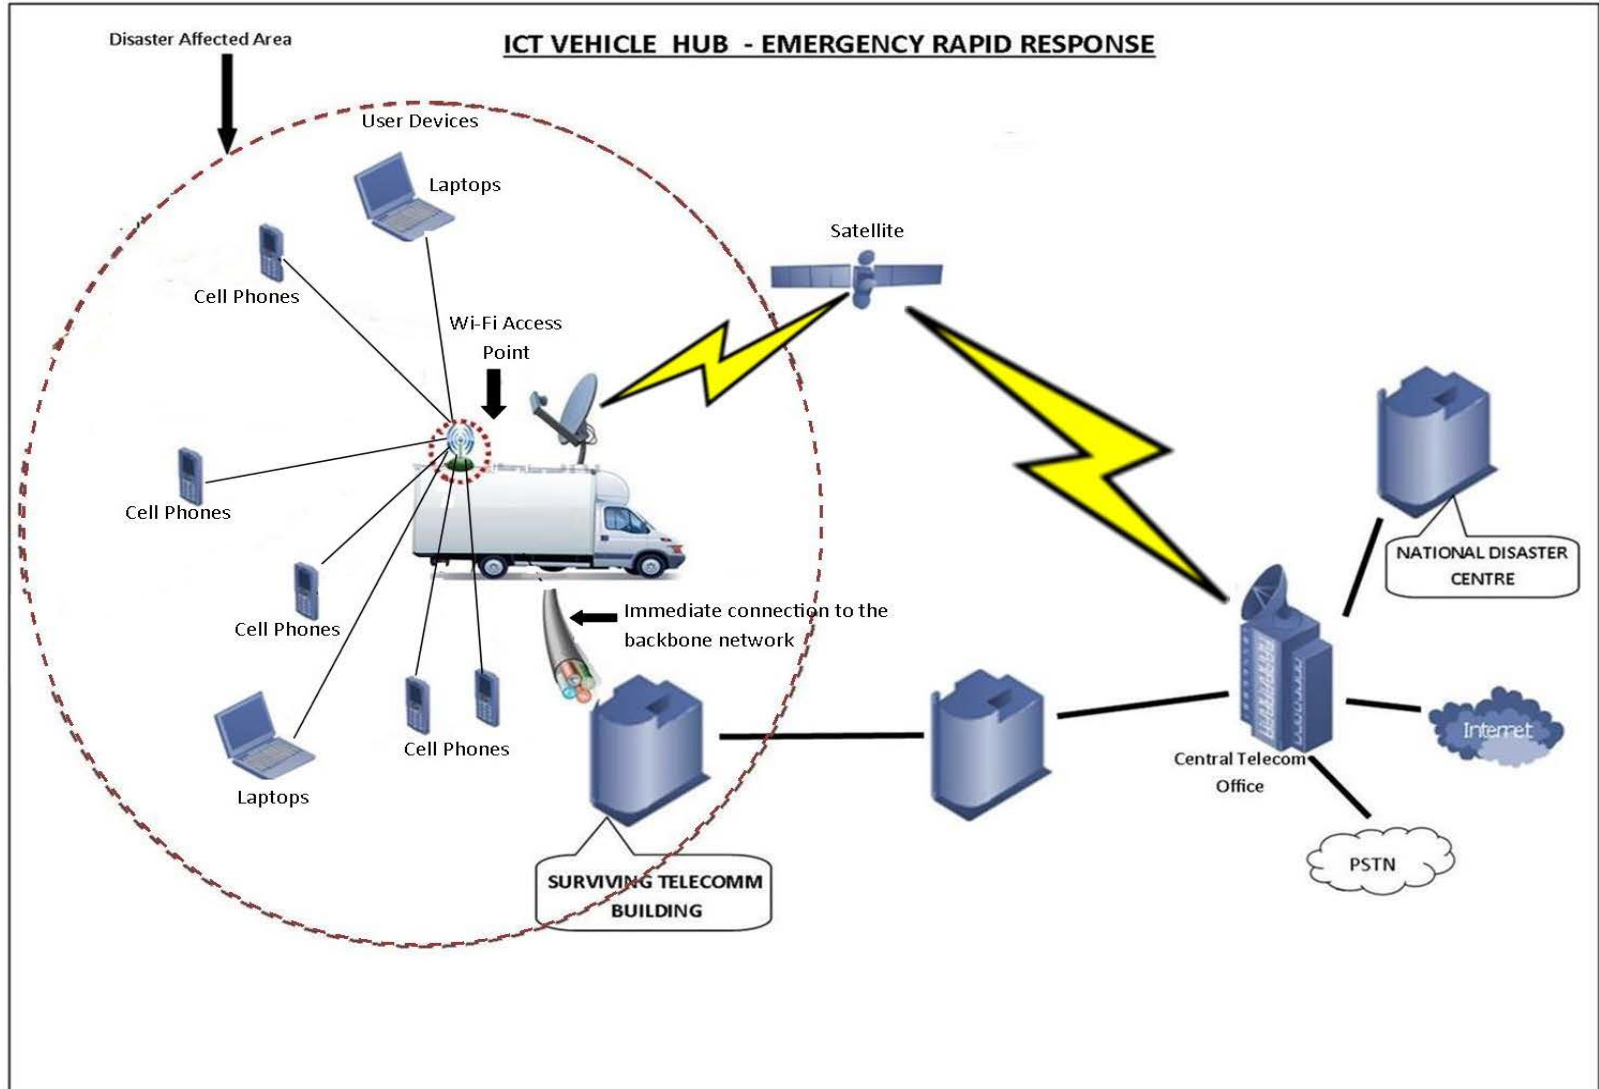 Disaster Affected Area
ICT VEHICLE HUB - EMERGENCY RAPID RESPONSE
User Devices
Laptops
Cell Phones
Satellite
Wi-Fi Access
Point
Cell Phones
NATIONAL DISASTER
CENTRE
Immediate connection to the
backbone network
Cell Phones
Cell Phones
Laptops
Internet
Central Telecom
Office
PSTN
SURVIVING TELECOMM
BUILDING